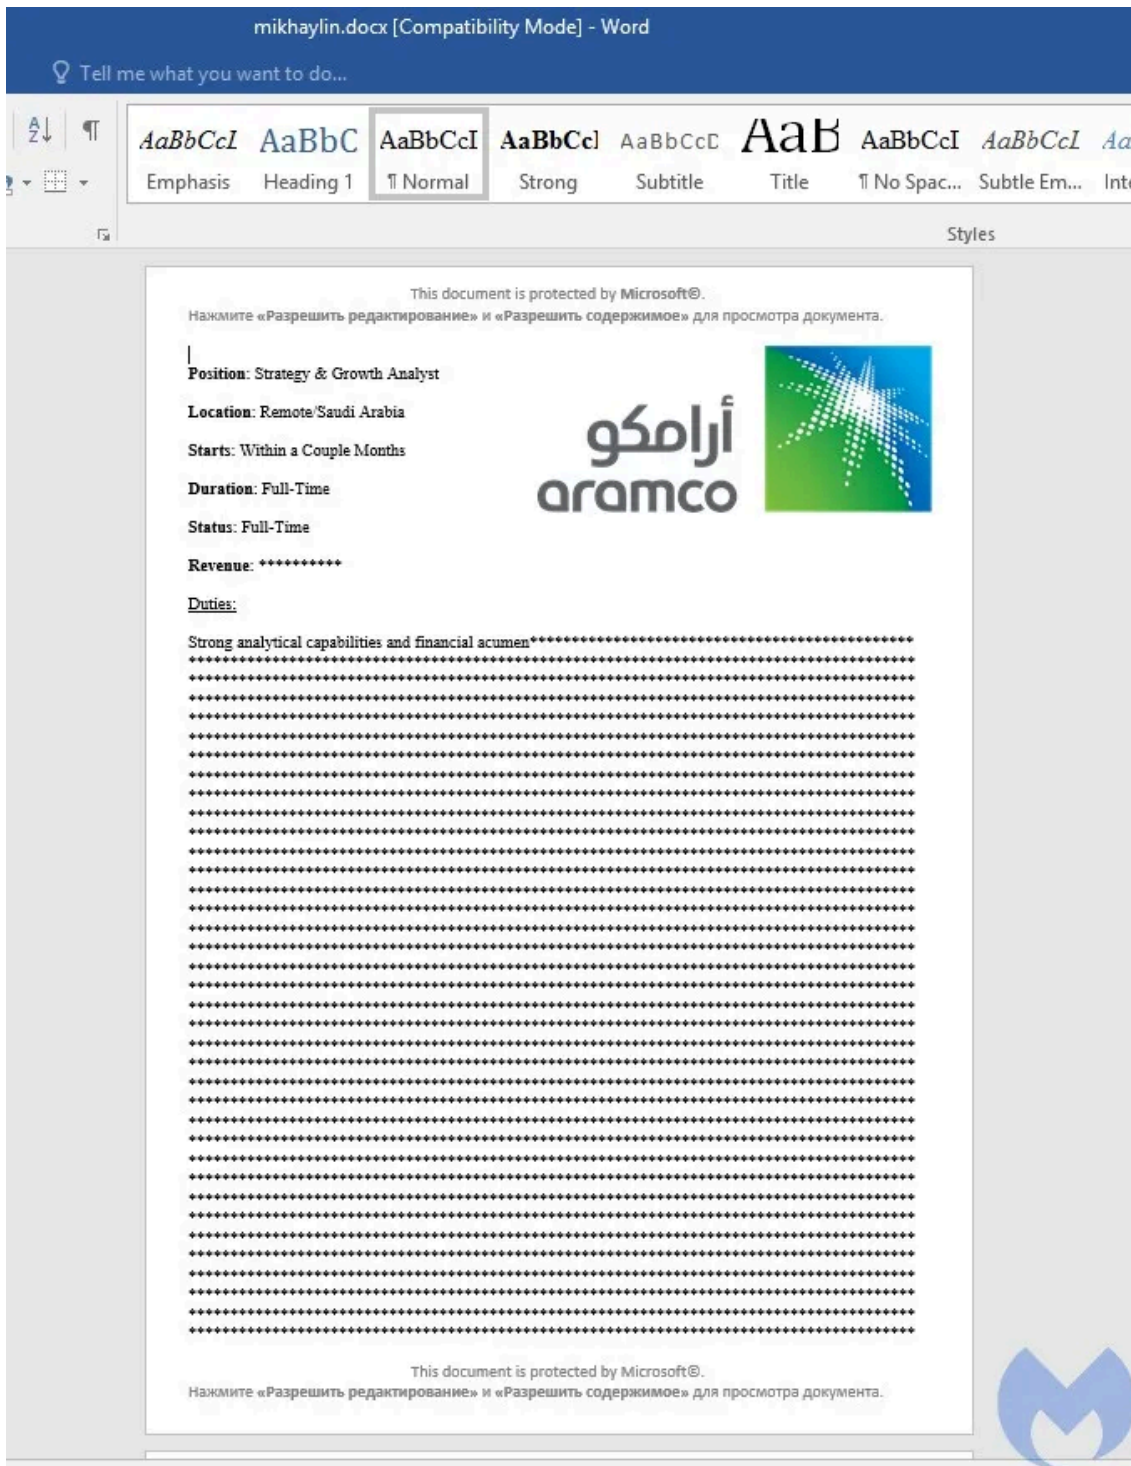 mikhaylin.docx [Compatibility Mode] - Word
Tell me what you want to do...
AaBbCcI AaBbC AaBbCcI AaBbCcI AaBbCcD AaB AaBbCcI AaBbCcI Aa
Emphasis Heading 1 ¶ Normal Strong Subtitle Title ¶ No Spac... Subtle Em... Inte
Styles
This document is protected by Microsoft©.
Нажмите «Разрешить редактирование» и «Разрешить содержимое» для просмотра документа.
Position: Strategy & Growth Analyst
Location: Remote/Saudi Arabia
Starts: Within a Couple Months
Duration: Full-Time
Status: Full-Time
Revenue: **********
أرامكو
aramco
Duties:
Strong analytical capabilities and financial acumen
This document is protected by Microsoft©.
Нажмите «Разрешить редактирование» и «Разрешить содержимое» для просмотра документа.